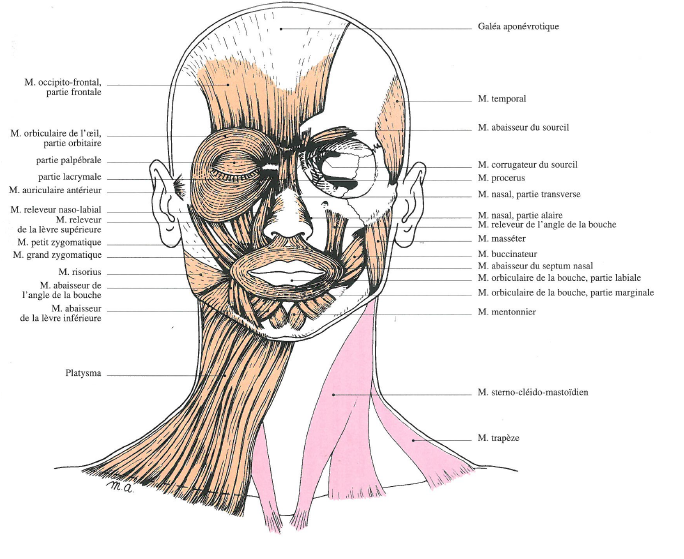 Galéa aponévrotique
M. occipito-frontal,
partie frontale
M. temporal
M. abaisseur du sourcil
M. orbiculaire de l'œil,
partie orbitaire
partie palpébrale
partie lacrymale
M. auriculaire antérieur
M. releveur naso-labial
M. releveur
de la lèvre supérieure
M. petit zygomatique
M. grand zygomatique
M. risorius
M. abaisseur de
l'angle de la bouche
M. abaisseur
de la lèvre inférieure
Platysma
M. corrugateur du sourcil
M. procerus
M. nasal, partie transverse
M. nasal, partie alaire
M. releveur de l'angle de la bouche
M. masséter
M. buccinateur
M. abaisseur du septum nasal
M. orbiculaire de la bouche, partie labiale
M. orbiculaire de la bouche, partie marginale
M. mentonnier
M. sterno-cléido-mastoïdien
M. trapèze
m.a.